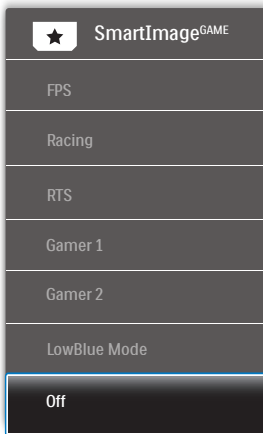 SmartImageGAME
FPS
Racing
RTS
Gamer 1
Gamer 2
LowBlue Mode
Off